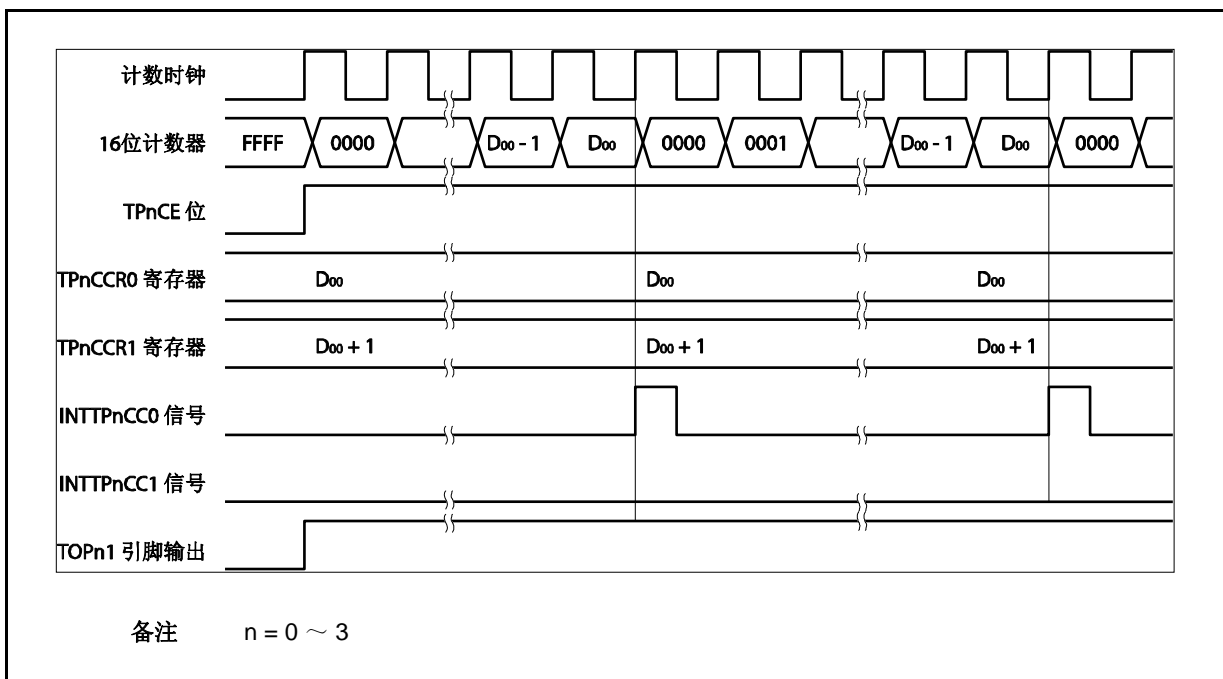 计数时钟
16位计数器 FFFF 0000 D00 - 1 D00 0000 0001 D00 - 1 D00 0000
TPnCE 位
TPnCCR0 寄存器 D00 D00 D00
TPnCCR1 寄存器 D00 + 1 D00 + 1 D00 + 1
INTTPnCC0 信号
INTTPnCC1 信号
TOPn1 引脚输出
备注 n = 0 ～ 3